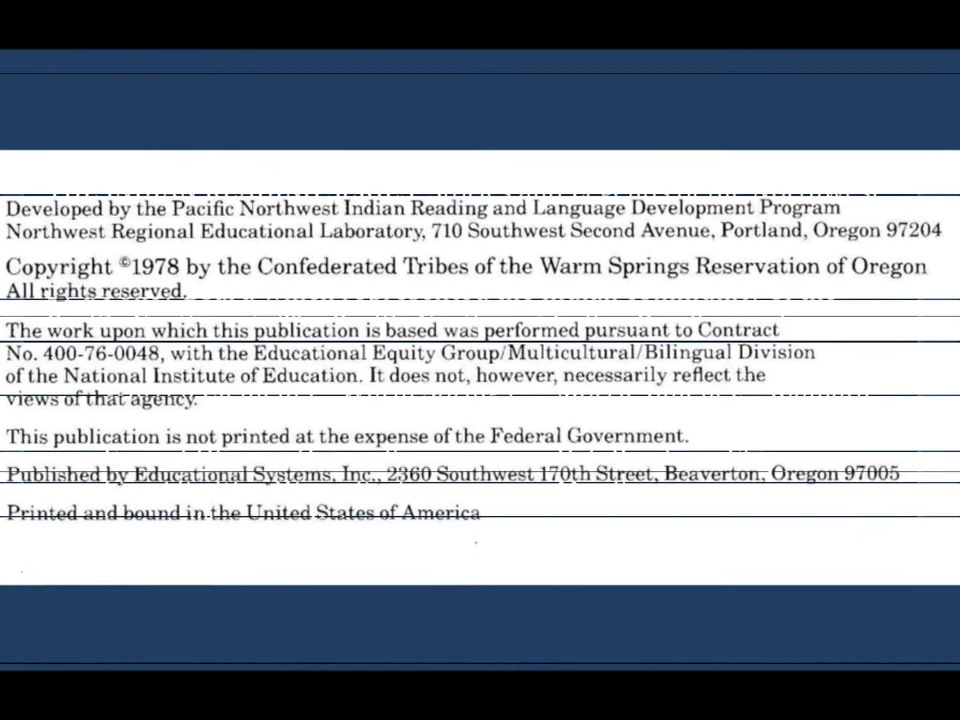 Developed by the Pacific Northwest Indian Reading and Language Development Program
Northwest Regional Educational Laboratory, 710 Southwest Second Avenue, Portland, Oregon 97204
Copyright ©1978 by the Confederated Tribes of the Warm Springs Reservation of Oregon
All rights reserved.
The work upon which this publication is based was performed pursuant to Contract
No. 400-76-0048, with the Educational Equity Group/Multicultural/Bilingual Division
of the National Institute of Education. It does not, however, necessarily reflect the
views of that agency.
This publication is not printed at the expense of the Federal Government.
Published by Educational Systems, Inc., 2360 Southwest 170th Street, Beaverton, Oregon 97005
Printed and bound in the United States of America